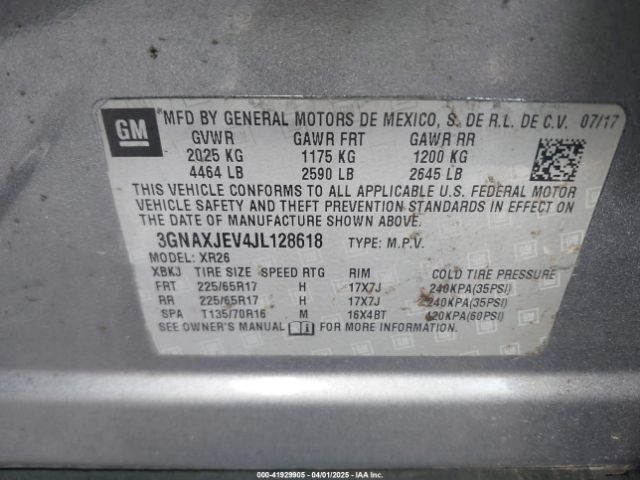 GM
*MFD BY GENERAL MOTORS DE MEXICO, S. DE R.L. DE C.V. 07/17
GVWR GAWR FRT GAWR RR
2025 KG 1175 KG 1200 KG
4464 LB 2590 LB 2645 LB
THIS VEHICLE CONFORMS TO ALL APPLICABLE U.S. FEDERAL MOTOR
VEHICLE SAFETY AND THEFT PREVENTION STANDARDS IN EFFECT ON
THE DATE OF MANUFACTURE SHOWN ABOVE.
3GNAXJEV4JL128618 TYPE: M.P.V.
MODEL: XR26
XBKJ TIRE SIZE SPEED RTG RIM COLD TIRE PRESSURE
FRT 225/65R17 H 17X7J 240KPA(35PSI)
RR 225/65R17 H 17X7J 240KPA(35PSI)
SPA T135/70R16 M 16X4BT 420KPA(60PSI)
SEE OWNER'S MANUAL FOR MORE INFORMATION.
000-41929905 - 04/01/2025 - IAA Inc.